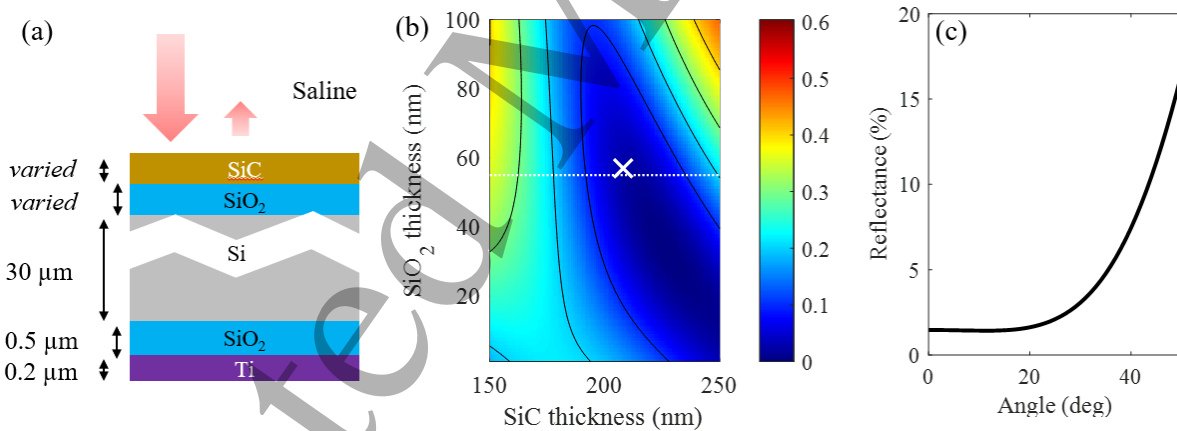 (a)
Saline
varied
SiC
varied
SiO2
30 µm
Si
0.5 µm
SiO2
0.2 µm
Ti
(b)
SiO2 thickness (nm)
100
80
60
40
20
150
200
250
SiC thickness (nm)
0.6
0.5
0.4
0.3
0.2
0.1
0
(c)
Reflectance (%)
20
15
10
5
0
0
20
40
Angle (deg)
ted M